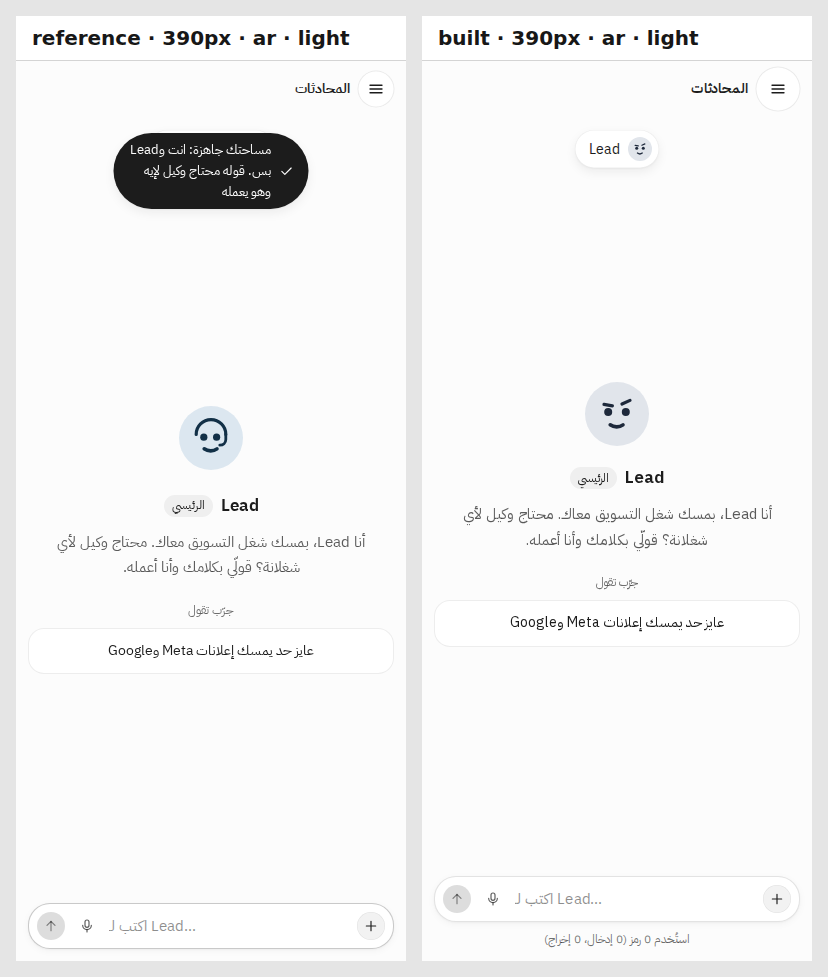 reference · 390px · ar · light
المحادثات
مساحتك جاهزة: انت وLead
بس. قوله محتاج وكيل لإيه
وهو يعمله
Lead
الرئيسي
أنا Lead، بمسك شغل التسويق معاك. محتاج وكيل لأي
شغلانة؟ قولّي بكلامك وأنا أعمله.
جرّب تقول
عايز حد يمسك إعلانات Meta وGoogle
اكتب لـ Lead...
built · 390px · ar · light
المحادثات
Lead
Lead
الرئيسي
أنا Lead، بمسك شغل التسويق معاك. محتاج وكيل لأي
شغلانة؟ قولّي بكلامك وأنا أعمله.
جرّب تقول
عايز حد يمسك إعلانات Meta وGoogle
اكتب لـ Lead...
استُخدم 0 رمز (0 إدخال، 0 إخراج)